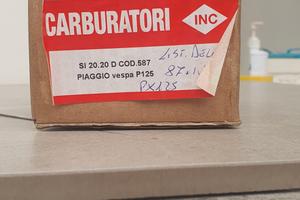 CARBURATORI
INC
SI 20.20 D COD.587
PIAGGIO vespa P125
PX125